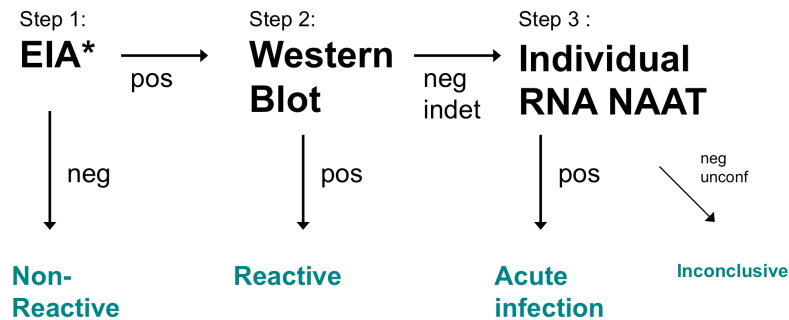 Step 1:
EIA*
pos
neg
Non-
Reactive
Step 2:
Western
Blot
neg
indet
pos
Reactive
Step 3 :
Individual
RNA NAAT
pos
Acute
infection
neg
unconf
Inconclusive